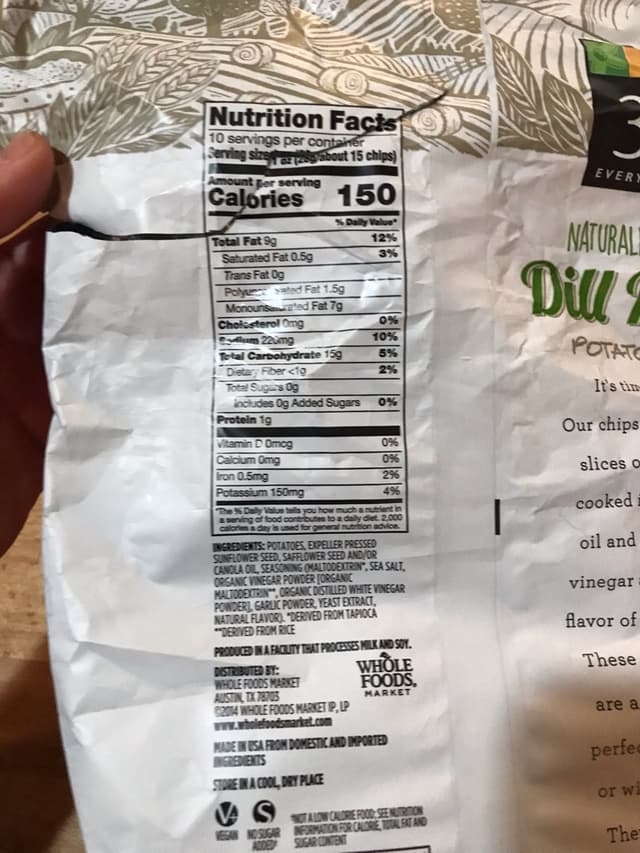 Nutrition Facts
10 servings per container
Serving size 1 oz (28g/about 15 chips)
Amount per serving
Calories 150
% Daily Value*
Total Fat 9g 12%
Saturated Fat 0.5g 3%
Trans Fat 0g
Fat 1.5g
Fat 7g
Cholesterol 0mg 0%
Sodium 220mg 10%
Total Carbohydrate 15g 5%
Dietary Fiber <1g 2%
Total Sugars 0g
Includes 0g Added Sugars 0%
Protein 1g
Vitamin D 0mcg 0%
Calcium 0mg 0%
Iron 0.5mg 2%
Potassium 150mg 4%
*The % Daily Value tells you how much a nutrient in
a serving of food contributes to a daily diet. 2,000
calories a day is used for general nutrition advice.
INGREDIENTS: POTATOES, EXPELLER PRESSED
SUNFLOWER SEED, SAFFLOWER SEED AND/OR
CANOLA OIL, SEASONING (MALTODEXTRIN*, SEA SALT,
ORGANIC VINEGAR POWDER [ORGANIC
MALTODEXTRIN**, ORGANIC DISTILLED WHITE VINEGAR
POWDER], GARLIC POWDER, YEAST EXTRACT,
NATURAL FLAVOR). *DERIVED FROM TAPIOCA
**DERIVED FROM RICE
PRODUCED IN A FACILITY THAT PROCESSES MILK AND SOY.
DISTRIBUTED BY:
WHOLE FOODS MARKET
AUSTIN, TX 78703
©2014 WHOLE FOODS MARKET IP, LP
www.wholefoodsmarket.com
WHOLE
FOODS
MARKET
MADE IN USA FROM DOMESTIC AND IMPORTED
INGREDIENTS
STORE IN A COOL, DRY PLACE
V S
VEGAN
NO SUGAR
ADDED*
*NOT A LOW CALORIE FOOD: SEE NUTRITION
INFORMATION FOR CALORIE, TOTAL FAT AND
SUGAR CONTENT
3
EVERY
NATURAL
Dill
POTATO
It's tim
Our chips
slices o
cooked
oil and
vinegar
flavor of
These
are a
perfe
or wi
The